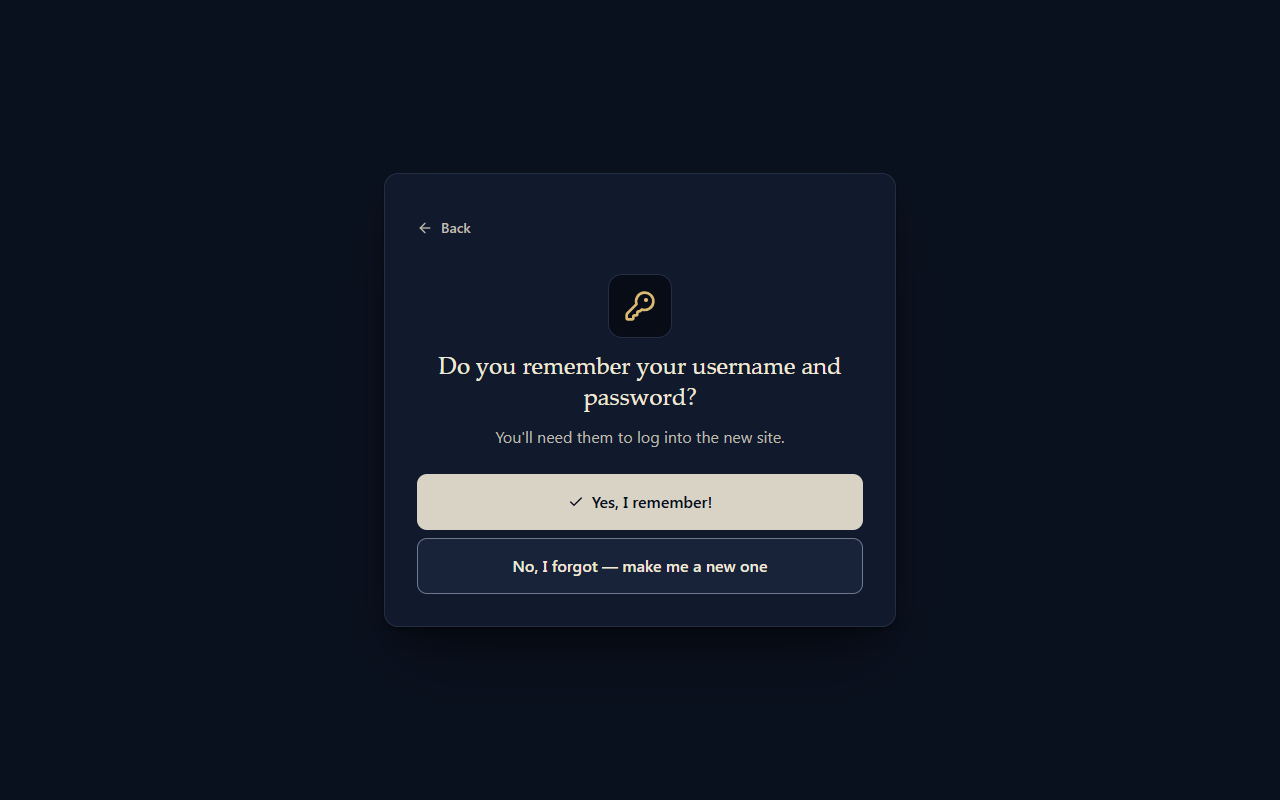 Back
Do you remember your username and
password?
You'll need them to log into the new site.
Yes, I remember!
No, I forgot — make me a new one